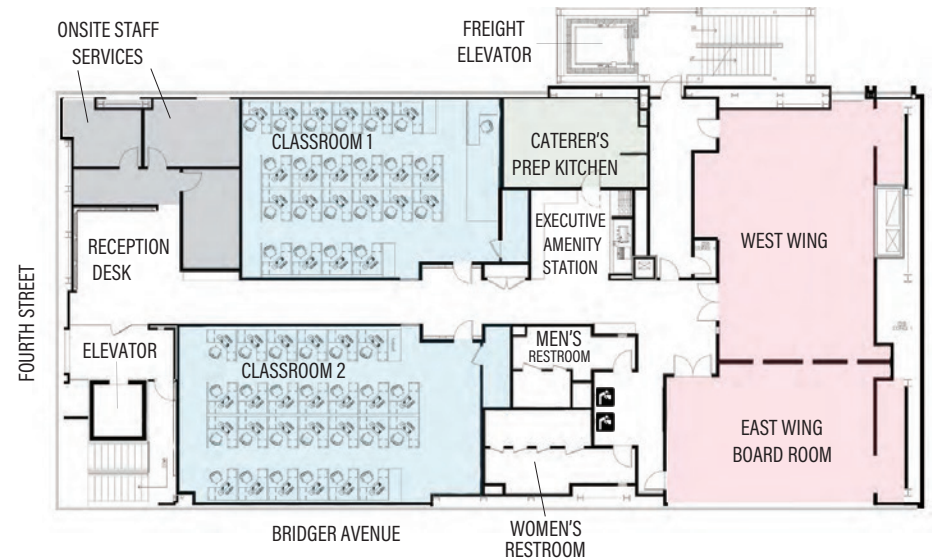 ONSITE STAFF
SERVICES
FREIGHT
ELEVATOR
CLASSROOM 1
CATERER'S
PREP KITCHEN
EXECUTIVE
AMENITY
STATION
WEST WING
RECEPTION
DESK
FOURTH STREET
ELEVATOR
CLASSROOM 2
MEN'S
RESTROOM
EAST WING
BOARD ROOM
BRIDGER AVENUE
WOMEN'S
RESTROOM